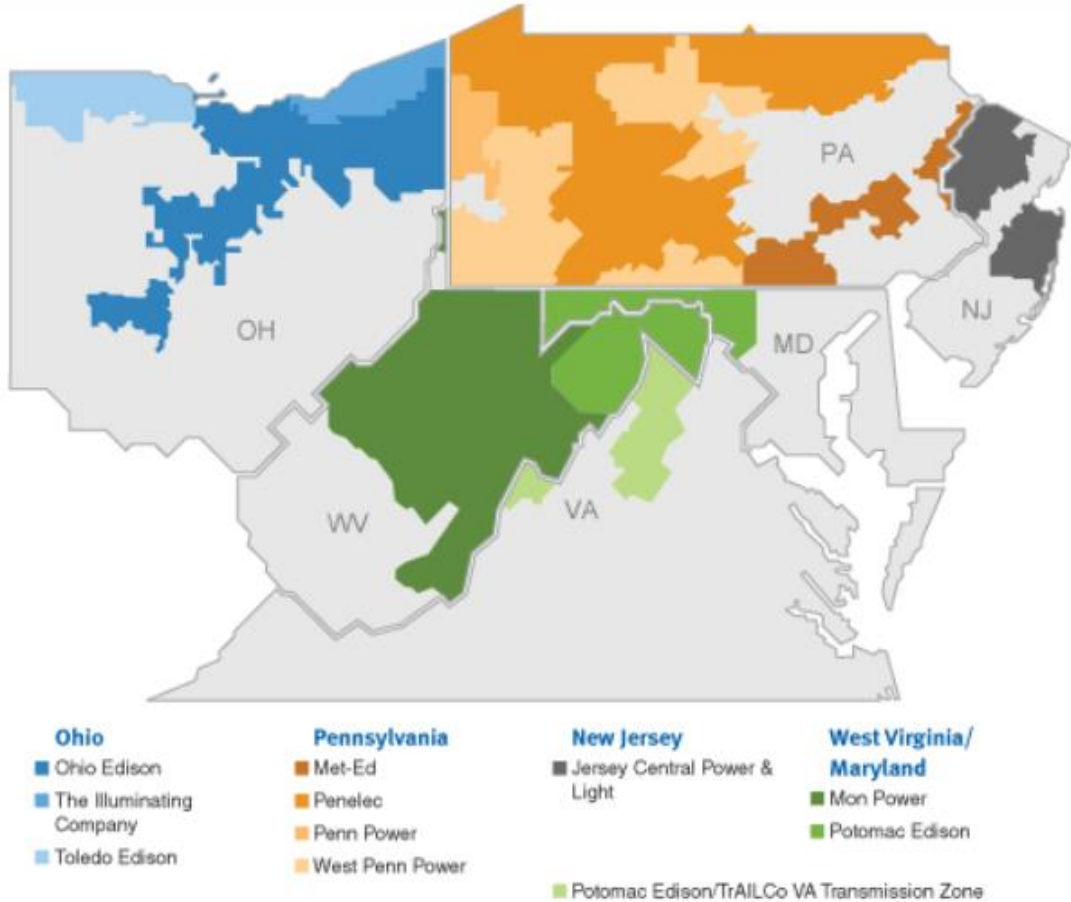 PA
OH
NJ
MD
WV
VA
Ohio
Ohio Edison
The Illuminating
Company
Toledo Edison
Pennsylvania
Met-Ed
Penelec
Penn Power
West Penn Power
New Jersey
Jersey Central Power &
Light
West Virginia/
Maryland
Mon Power
Potomac Edison
Potomac Edison/TrAILCo VA Transmission Zone